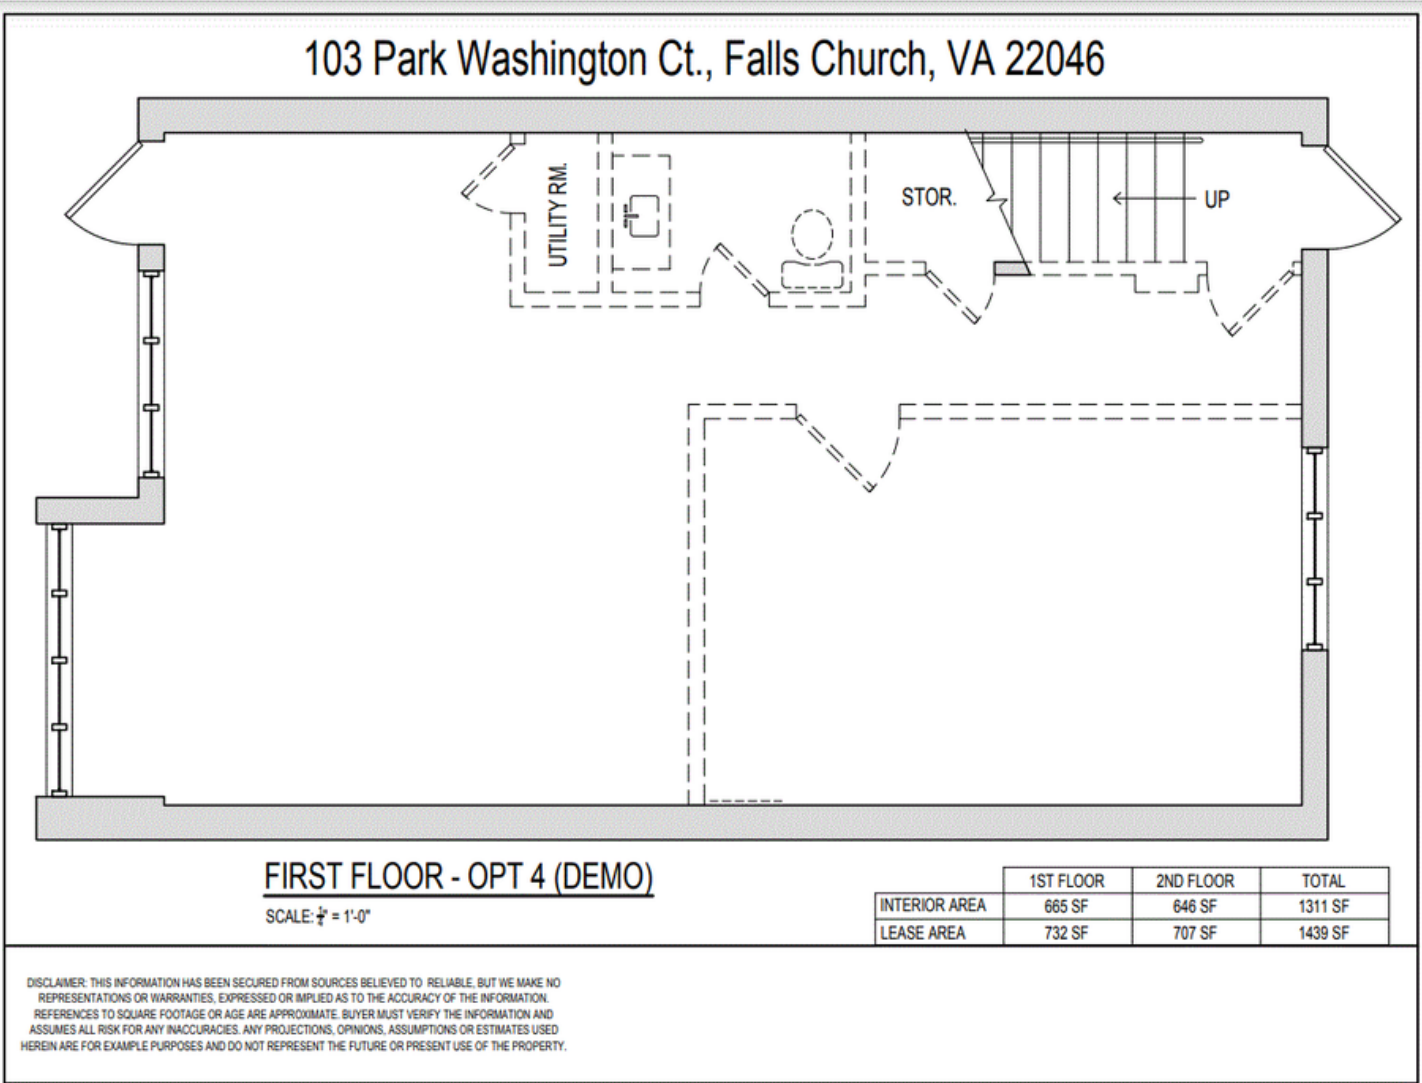 103 Park Washington Ct., Falls Church, VA 22046
UTILITY RM.
STOR.
UP
FIRST FLOOR - OPT 4 (DEMO)
SCALE: 1/4" = 1'-0"
1ST FLOOR 2ND FLOOR TOTAL
INTERIOR AREA 665 SF 646 SF 1311 SF
LEASE AREA 732 SF 707 SF 1439 SF
DISCLAIMER: THIS INFORMATION HAS BEEN SECURED FROM SOURCES BELIEVED TO RELIABLE, BUT WE MAKE NO
REPRESENTATIONS OR WARRANTIES, EXPRESSED OR IMPLIED AS TO THE ACCURACY OF THE INFORMATION.
REFERENCES TO SQUARE FOOTAGE OR AGE ARE APPROXIMATE. BUYER MUST VERIFY THE INFORMATION AND
ASSUMES ALL RISK FOR ANY INACCURACIES. ANY PROJECTIONS, OPINIONS, ASSUMPTIONS OR ESTIMATES USED
HEREIN ARE FOR EXAMPLE PURPOSES AND DO NOT REPRESENT THE FUTURE OR PRESENT USE OF THE PROPERTY.